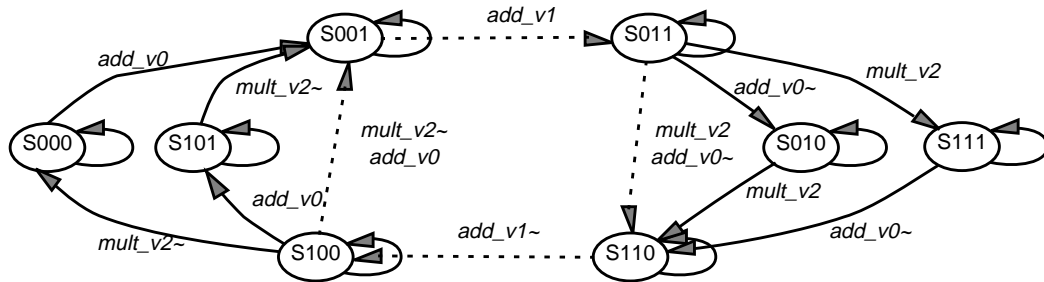 add_v1
S001
S011
add_v0
mult_v2
mult_v2~
add_v0~
mult_v2~
add_v0
mult_v2
add_v0~
S000
S101
S010
S111
add_v0
mult_v2
mult_v2~
add_v1~
add_v0~
S100
S110